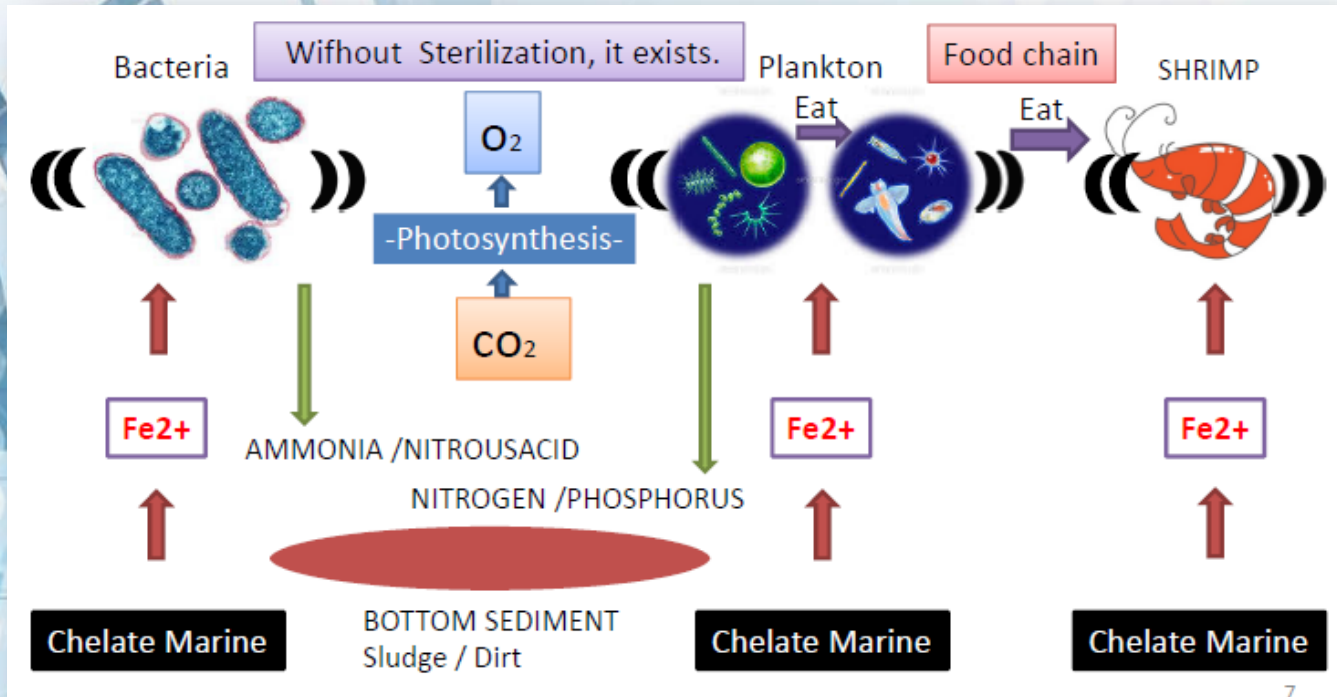 Wifhout Sterilization, it exists.
Bacteria
Plankton
Food chain
SHRIMP
Eat
Eat
O2
-Photosynthesis-
CO2
Fe2+
Fe2+
Fe2+
AMMONIA /NITROUSACID
NITROGEN /PHOSPHORUS
BOTTOM SEDIMENT
Sludge / Dirt
Chelate Marine
Chelate Marine
Chelate Marine
7